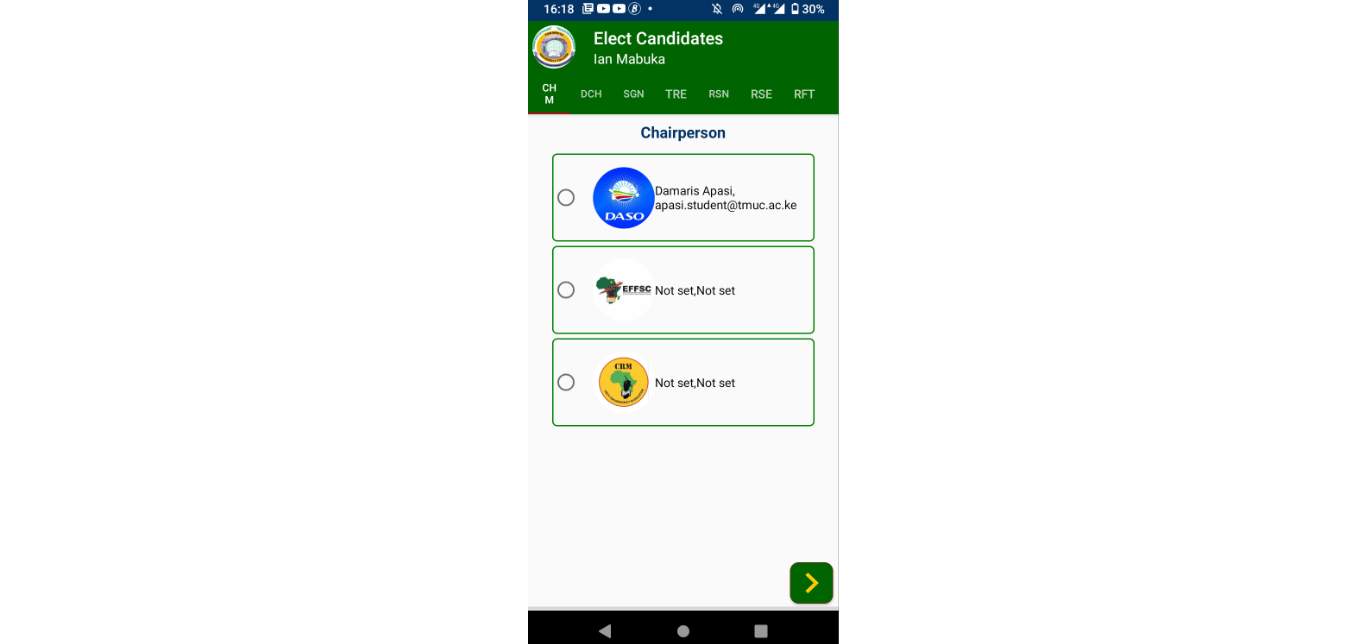 16:18
30%
Elect Candidates
Ian Mabuka
CH
M
DCH
SGN
TRE
RSN
RSE
RFT
Chairperson
DASO
Damaris Apasi,
apasi.student@tmuc.ac.ke
EFFSC
Not set,Not set
CRM
Not set,Not set